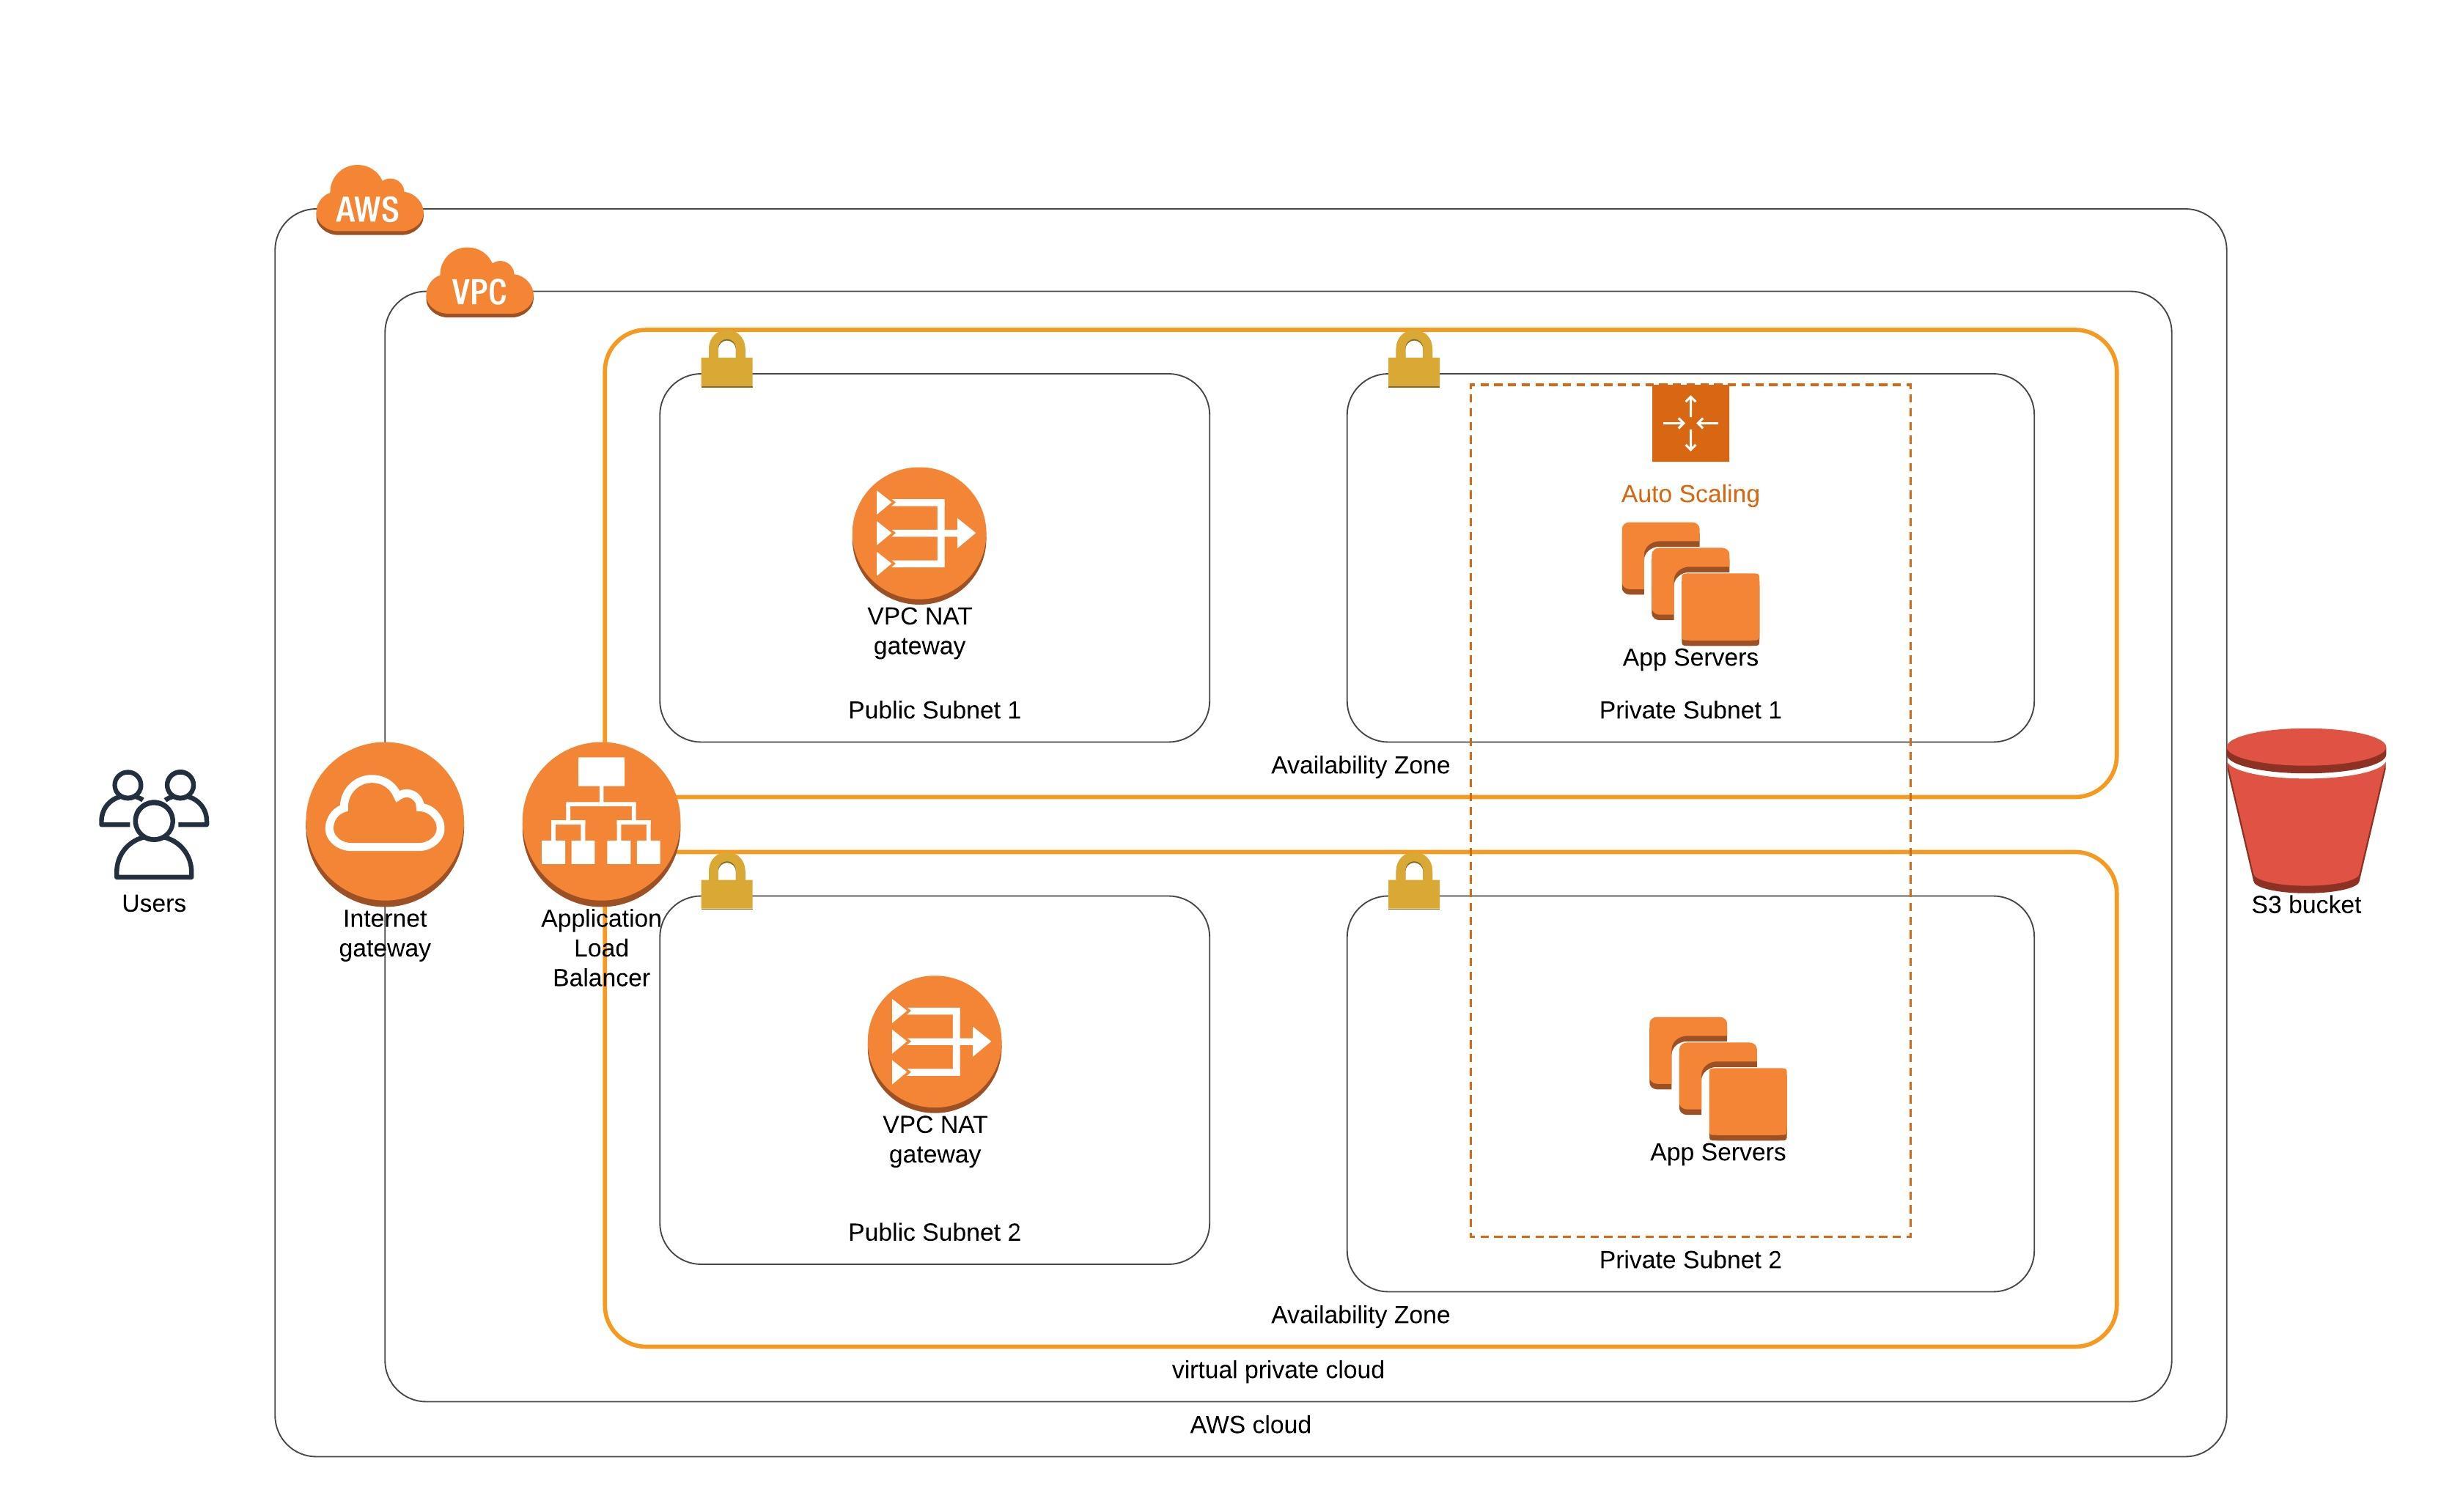 AWS
VPC
Auto Scaling
VPC NAT
gateway
App Servers
Public Subnet 1
Private Subnet 1
Availability Zone
Users
Internet
gateway
Application
Load
Balancer
S3 bucket
VPC NAT
gateway
App Servers
Public Subnet 2
Private Subnet 2
Availability Zone
virtual private cloud
AWS cloud